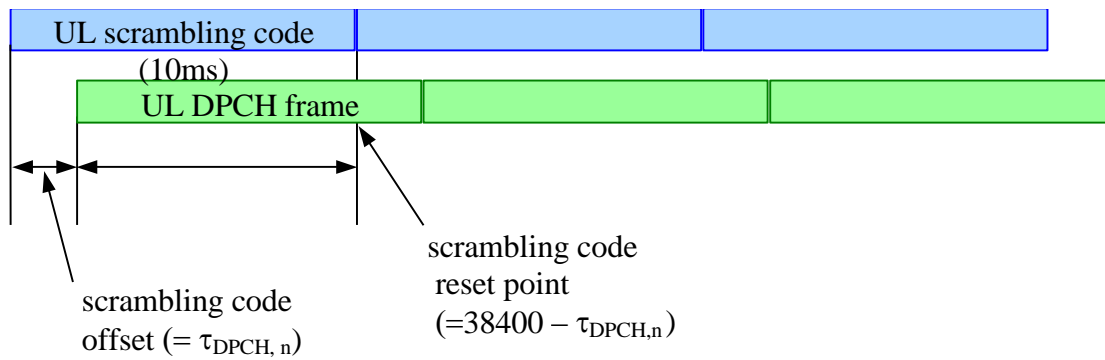 UL scrambling code
(10ms)
UL DPCH frame
scrambling code
reset point
(=38400 – τDPCH,n)
scrambling code
offset (= τDPCH, n)